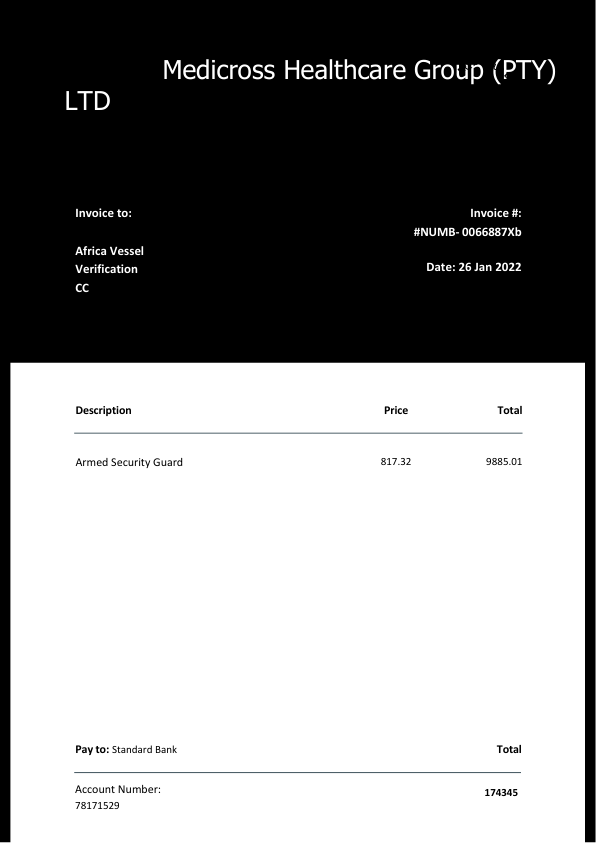 Medicross Healthcare Group (PTY)
LTD
Invoice to:
Invoice #:
#NUMB- 0066887Xb
Africa Vessel
Verification
CC
Date: 26 Jan 2022
Description Price Total
Armed Security Guard 817.32 9885.01
Pay to: Standard Bank Total
Account Number:
78171529
174345